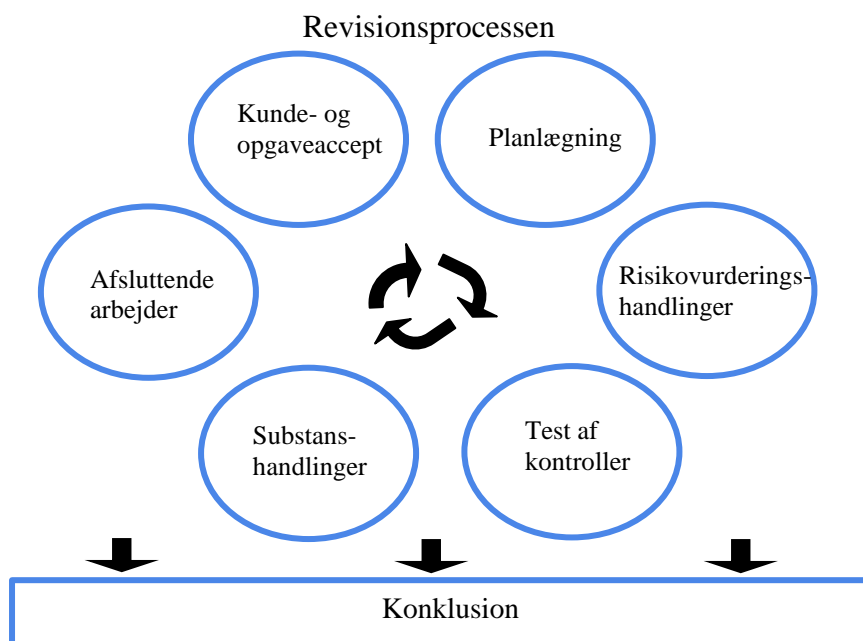 Revisionsprocessen
Kunde- og
opgaveaccept
Planlægning
Risikovurderings-
handlinger
Test af
kontroller
Substans-
handlinger
Afsluttende
arbejder
Konklusion